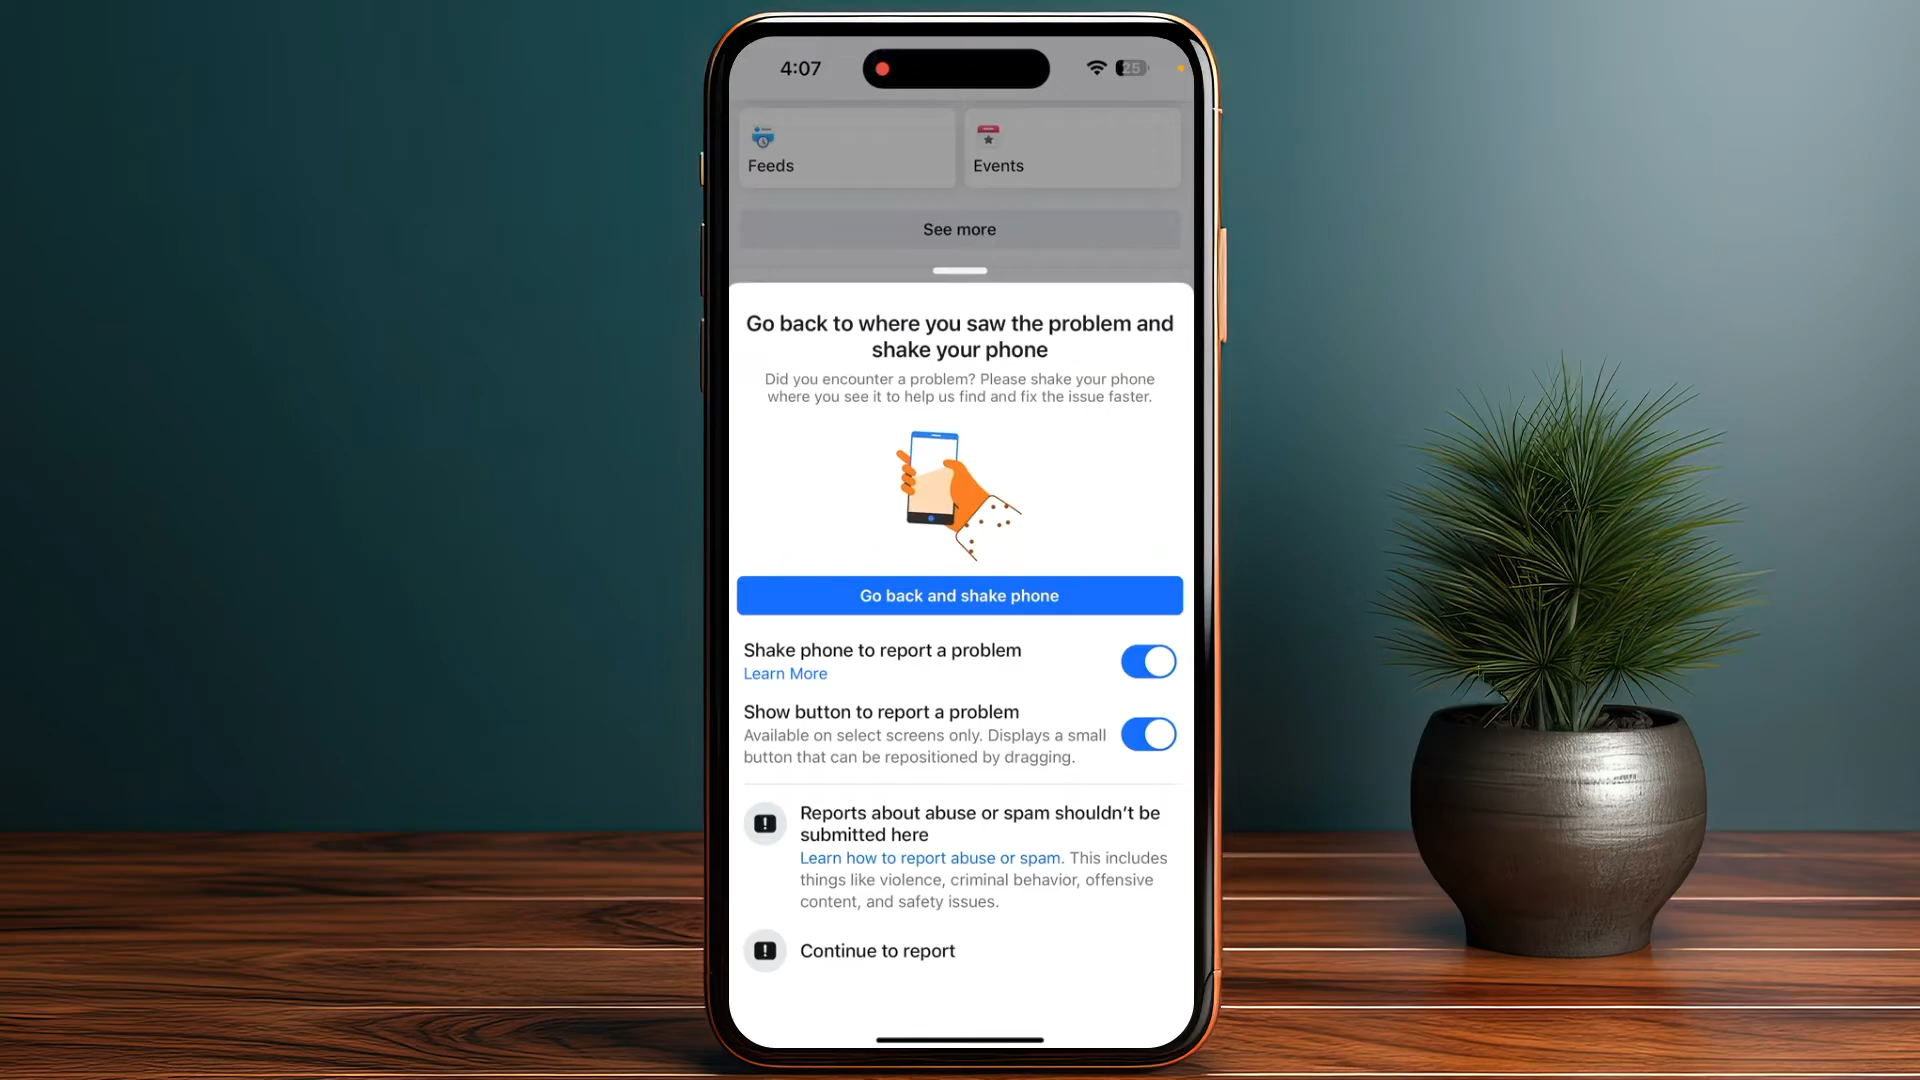 4:07
25
Feeds
Events
See more
Go back to where you saw the problem and
shake your phone
Did you encounter a problem? Please shake your phone
where you see it to help us find and fix the issue faster.
Go back and shake phone
Shake phone to report a problem
Learn More
Show button to report a problem
Available on select screens only. Displays a small
button that can be repositioned by dragging.
Reports about abuse or spam shouldn’t be
submitted here
Learn how to report abuse or spam. This includes
things like violence, criminal behavior, offensive
content, and safety issues.
Continue to report